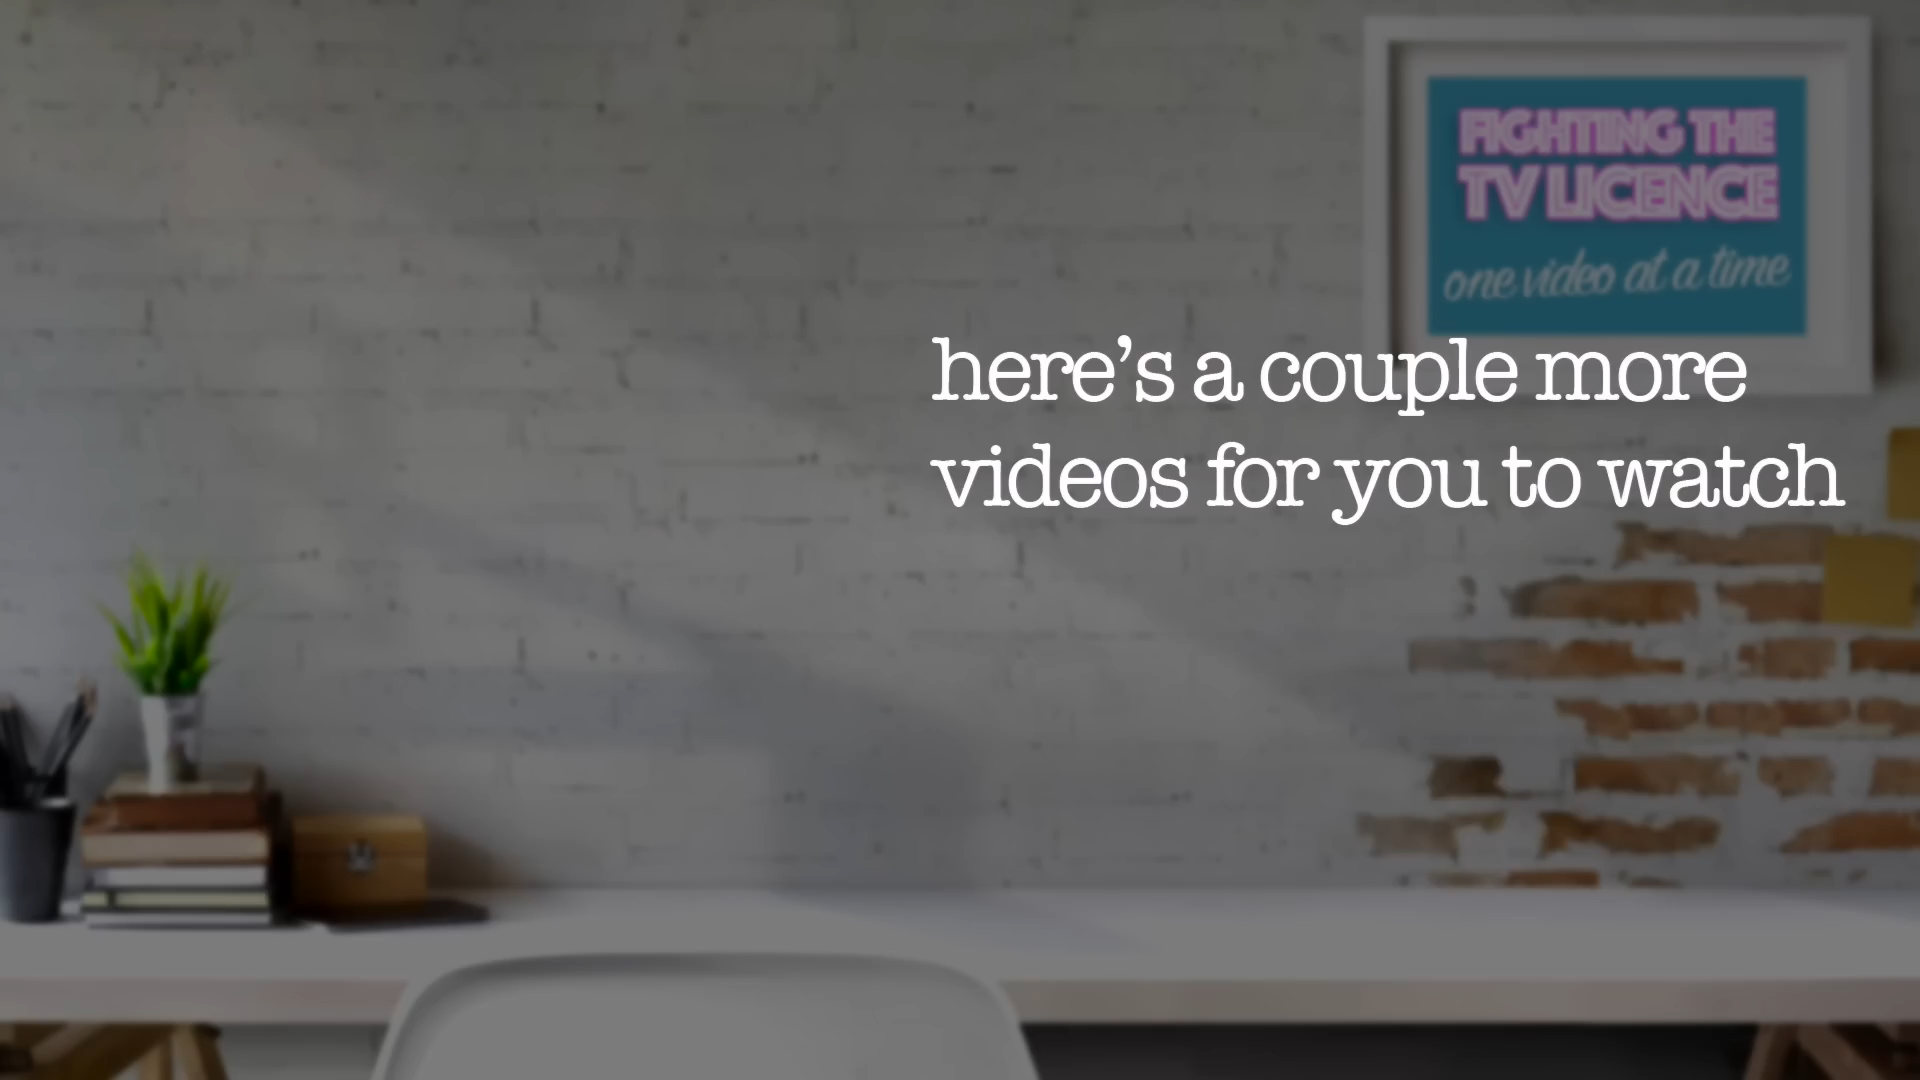 FIGHTING THE
TV LICENCE
one video at a time
here's a couple more
videos for you to watch